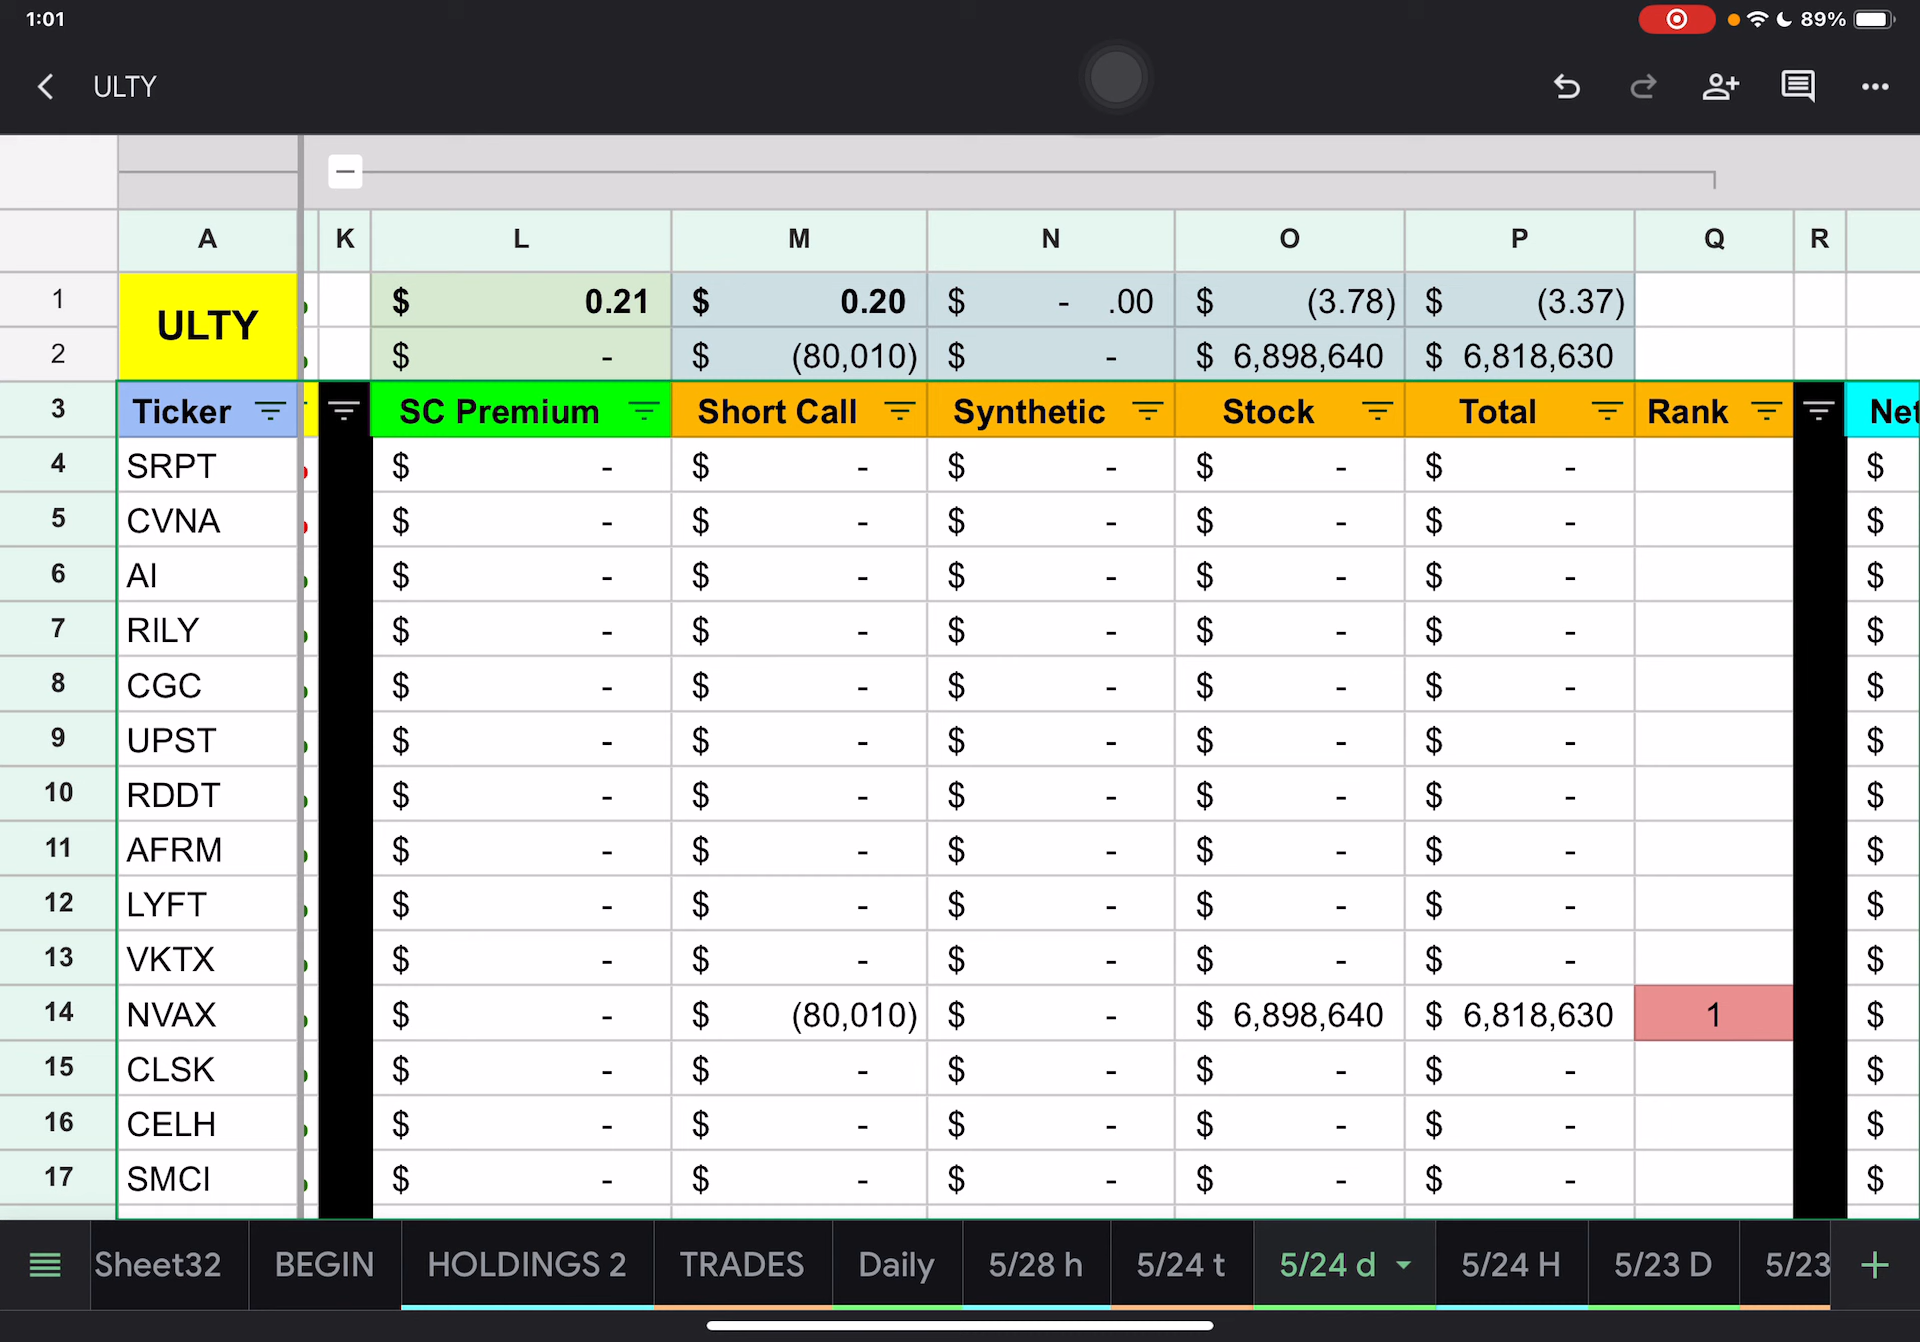 1:01
89%
ULTY
A K L M N O P Q R
1 ULTY $ 0.21 $ 0.20 $ - .00 $ (3.78) $ (3.37)
2 $ - $ (80,010) $ - $ 6,898,640 $ 6,818,630
3 Ticker SC Premium Short Call Synthetic Stock Total Rank Net
4 SRPT $ - $ - $ - $ - $ - $
5 CVNA $ - $ - $ - $ - $ - $
6 AI $ - $ - $ - $ - $ - $
7 RILY $ - $ - $ - $ - $ - $
8 CGC $ - $ - $ - $ - $ - $
9 UPST $ - $ - $ - $ - $ - $
10 RDDT $ - $ - $ - $ - $ - $
11 AFRM $ - $ - $ - $ - $ - $
12 LYFT $ - $ - $ - $ - $ - $
13 VKTX $ - $ - $ - $ - $ - $
14 NVAX $ - $ (80,010) $ - $ 6,898,640 $ 6,818,630 1 $
15 CLSK $ - $ - $ - $ - $ - $
16 CELH $ - $ - $ - $ - $ - $
17 SMCI $ - $ - $ - $ - $ - $
Sheet32 BEGIN HOLDINGS 2 TRADES Daily 5/28 h 5/24 t 5/24 d 5/24 H 5/23 D 5/23